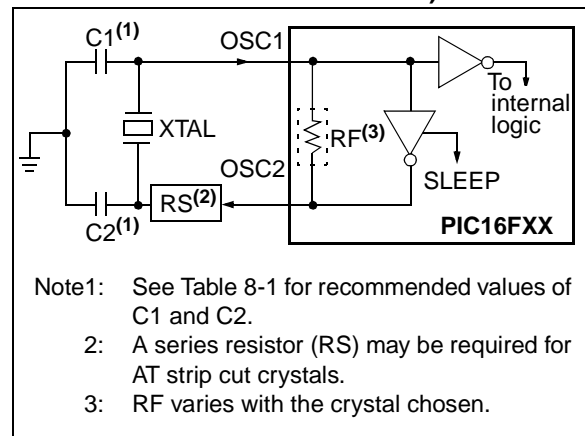 C1(1)
OSC1
To
internal
logic
XTAL
RF(3)
OSC2
SLEEP
RS(2)
C2(1)
PIC16FXX
Note1: See Table 8-1 for recommended values of
C1 and C2.
2: A series resistor (RS) may be required for
AT strip cut crystals.
3: RF varies with the crystal chosen.